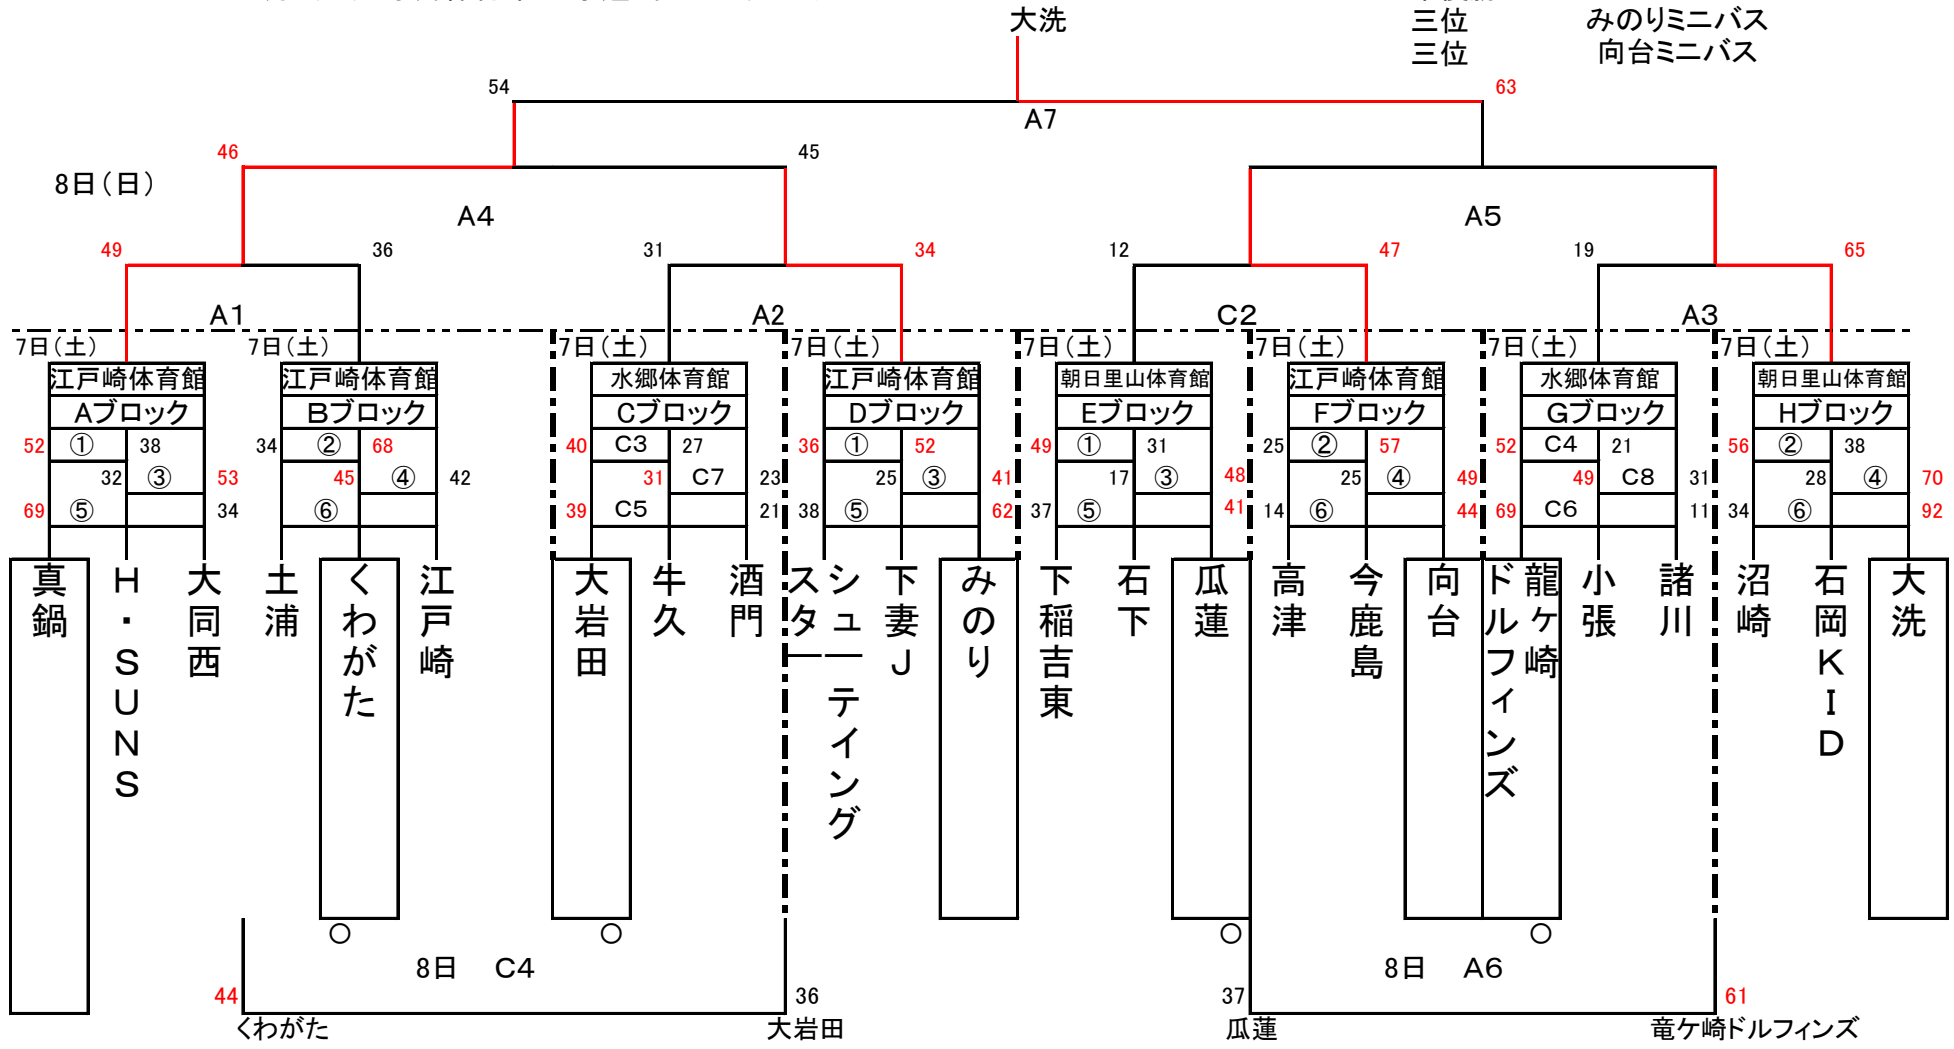 大洗
三位 みのりミニバス
三位 向台ミニバス
54 63
A7
46 45
8日(日)
A4 A5
49 36 31 34 12 47 19 65
A1 A2 C2 A3
7日(土) 7日(土) 7日(土) 7日(土) 7日(土) 7日(土) 7日(土) 7日(土)
江戸崎体育館 江戸崎体育館 水郷体育館 江戸崎体育館 朝日里山体育館 江戸崎体育館 水郷体育館 朝日里山体育館
Aブロック Bブロック Cブロック Dブロック Eブロック Fブロック Gブロック Hブロック
52 ① 38 34 ② 68 40 C3 27 36 ① 52 49 ① 31 25 ② 57 52 C4 21 56 ② 38
32 ③ 53 45 ④ 42 31 C7 23 25 ③ 41 17 ③ 48 25 ④ 49 49 C8 31 28 ④ 70
69 ⑤ 34 ⑥ 39 C5 21 38 ⑤ 62 37 ⑤ 41 14 ⑥ 44 69 C6 11 34 ⑥ 92
真鍋
H・SUNS
大同西
土浦
くわがた
江戸崎
大岩田
牛久
酒門
シューティング
スター
下妻J
みのり
下稲吉東
石下
瓜蓮
高津
今鹿島
向台
龍ヶ崎
ドルフィンズ
小張
諸川
沼崎
石岡KID
大洗
○ ○ ○ ○
8日 C4 8日 A6
44 36 37 61
くわがた 大岩田 瓜蓮 竜ケ崎ドルフィンズ